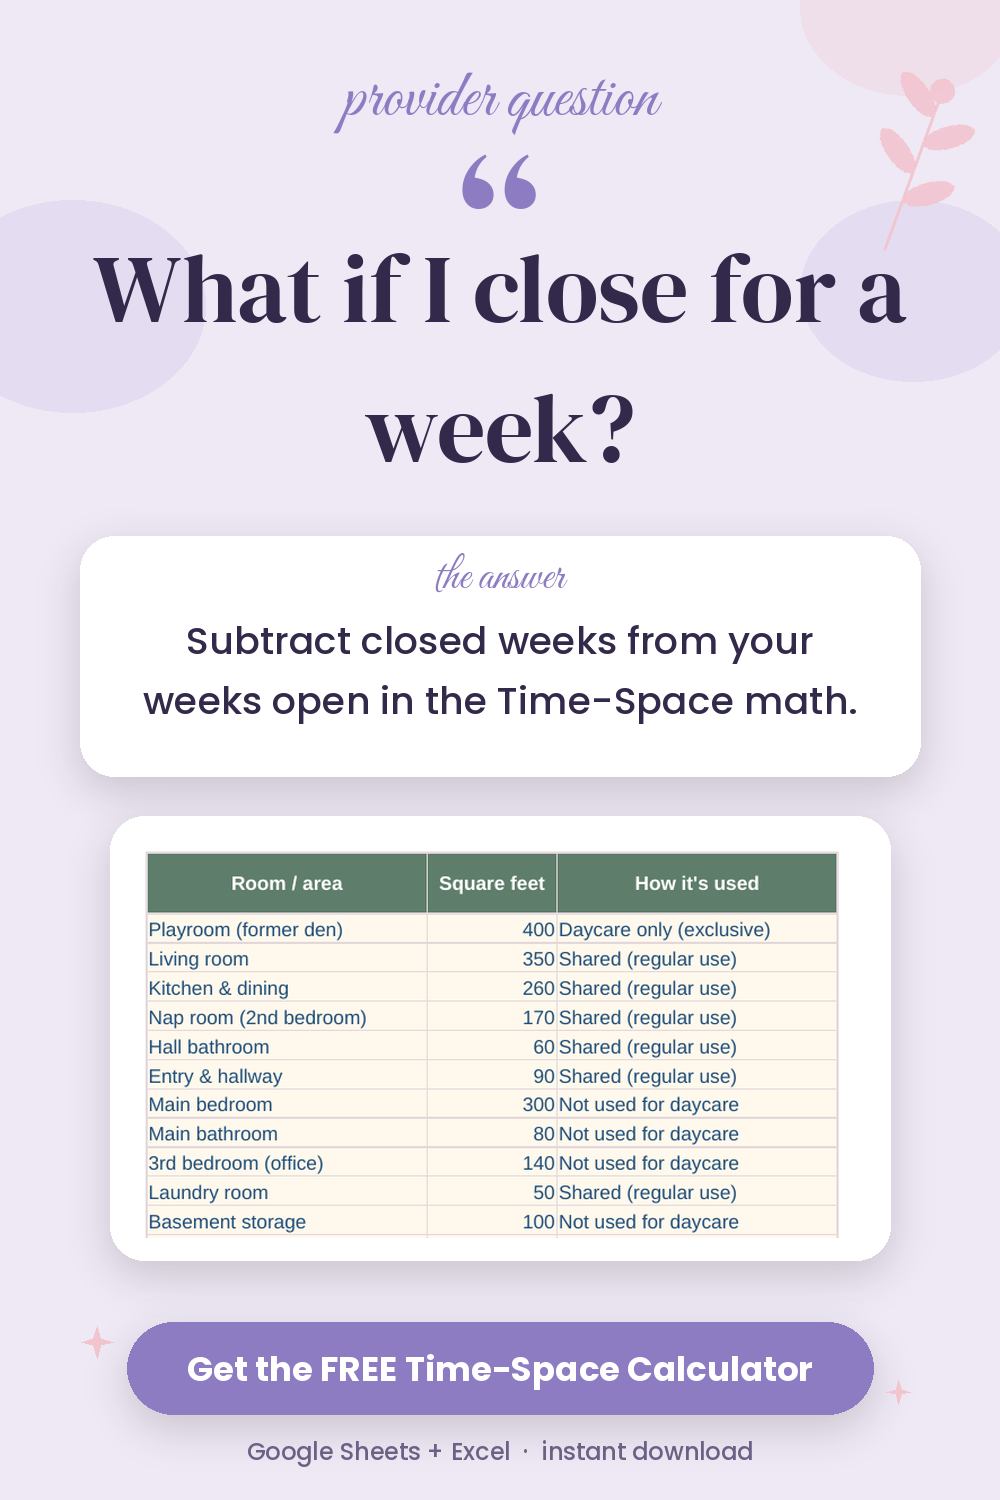 provider question
“
What if I close for a
week?
the answer
Subtract closed weeks from your
weeks open in the Time-Space math.
Room / area Square feet How it's used
Playroom (former den) 400 Daycare only (exclusive)
Living room 350 Shared (regular use)
Kitchen & dining 260 Shared (regular use)
Nap room (2nd bedroom) 170 Shared (regular use)
Hall bathroom 60 Shared (regular use)
Entry & hallway 90 Shared (regular use)
Main bedroom 300 Not used for daycare
Main bathroom 80 Not used for daycare
3rd bedroom (office) 140 Not used for daycare
Laundry room 50 Shared (regular use)
Basement storage 100 Not used for daycare
Get the FREE Time-Space Calculator
Google Sheets + Excel · instant download